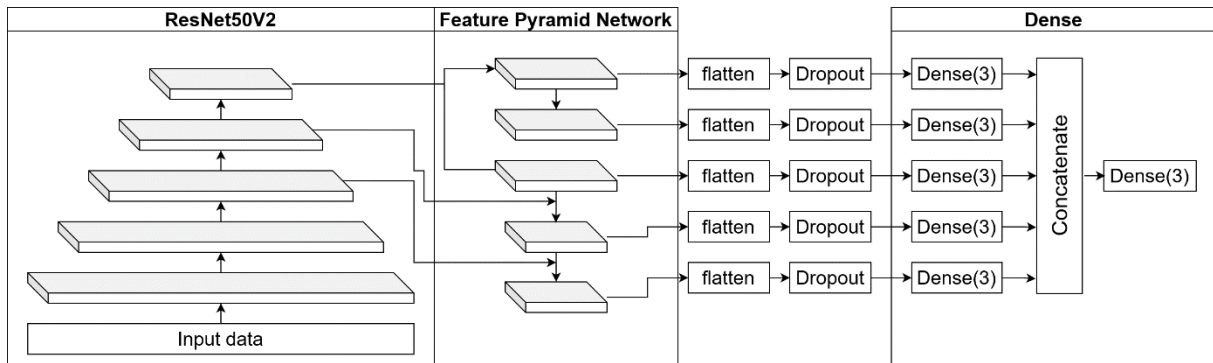 ResNet50V2
Feature Pyramid Network
Dense
flatten
Dropout
Dense(3)
flatten
Dropout
Dense(3)
flatten
Dropout
Dense(3)
flatten
Dropout
Dense(3)
flatten
Dropout
Dense(3)
Concatenate
Dense(3)
Input data